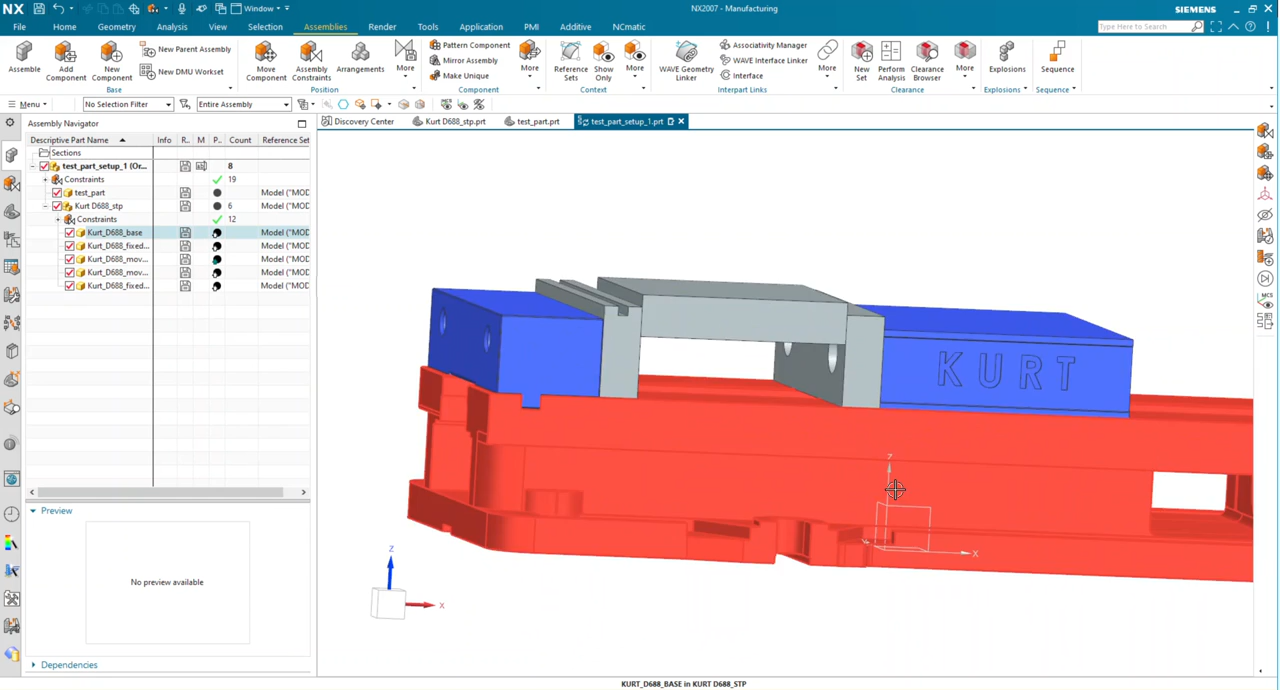 NX
Window
NX2007 - Manufacturing
SIEMENS
File Home Geometry Analysis View Selection Assemblies Render Tools Application PMI Additive NCmatic
Type Here to Search
Assemble
Add Component
New Component
New Parent Assembly
New DMU Workset
Base
Move Component
Assembly Constraints
Arrangements
More
Position
Pattern Component
Mirror Assembly
Make Unique
More
Component
Reference Sets
Show Only
More
Context
WAVE Geometry Linker
Associativity Manager
WAVE Interface Linker
Interface
More
Interpart Links
New Set
Perform Analysis
Clearance Browser
More
Clearance
Explosions
Explosions
Sequence
Sequence
Menu
No Selection Filter
Entire Assembly
Assembly Navigator
Discovery Center
Kurt D688_stp.prt
test_part.prt
test_part_setup_1.prt
Descriptive Part Name Info R.. M P.. Count Reference Set
Sections
test_part_setup_1 (Or... 8
Constraints 19
test_part Model ("MOD
Kurt D688_stp 6 Model ("MOD
Constraints 12
Kurt_D688_base Model ("MOD
Kurt_D688_fixed... Model ("MOD
Kurt_D688_mov... Model ("MOD
Kurt_D688_mov... Model ("MOD
Kurt_D688_fixed... Model ("MOD
KURT
Z
X
Y
Z
X
MCS
Preview
No preview available
Dependencies
KURT_D688_BASE in KURT D688_STP